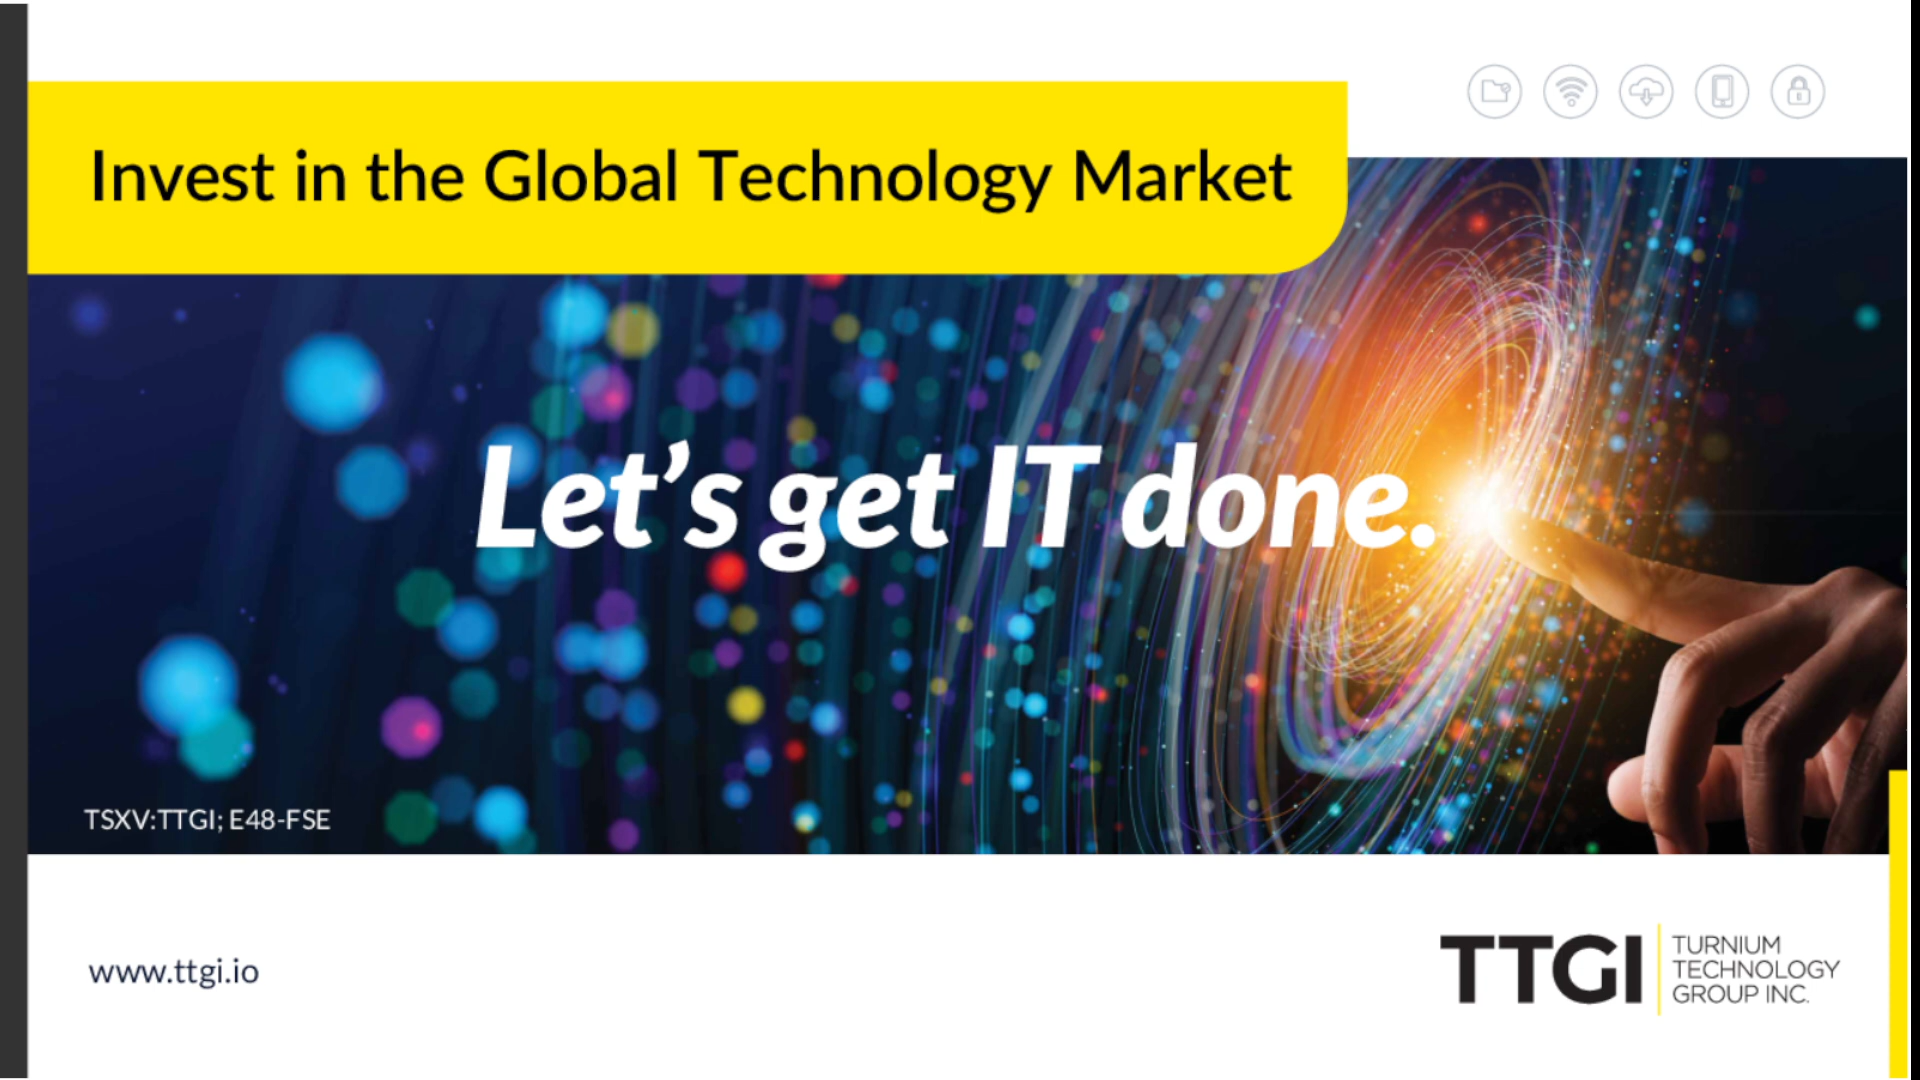 Invest in the Global Technology Market
Let's get IT done.
TSXV:TTGI; E48-FSE
www.ttgi.io
TTGI
TURNIUM
TECHNOLOGY
GROUP INC.